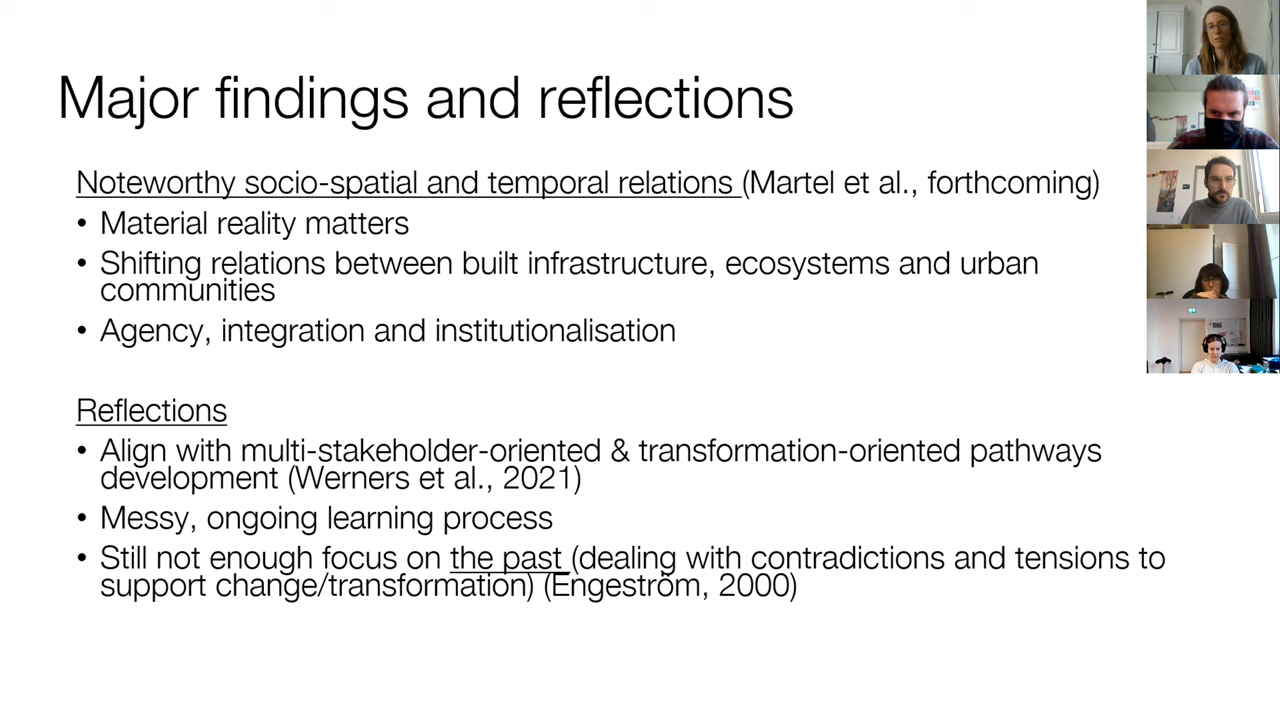 Major findings and reflections
Noteworthy socio-spatial and temporal relations (Martel et al., forthcoming)
• Material reality matters
• Shifting relations between built infrastructure, ecosystems and urban
communities
• Agency, integration and institutionalisation
Reflections
• Align with multi-stakeholder-oriented & transformation-oriented pathways
development (Werners et al., 2021)
• Messy, ongoing learning process
• Still not enough focus on the past (dealing with contradictions and tensions to
support change/transformation) (Engeström, 2000)